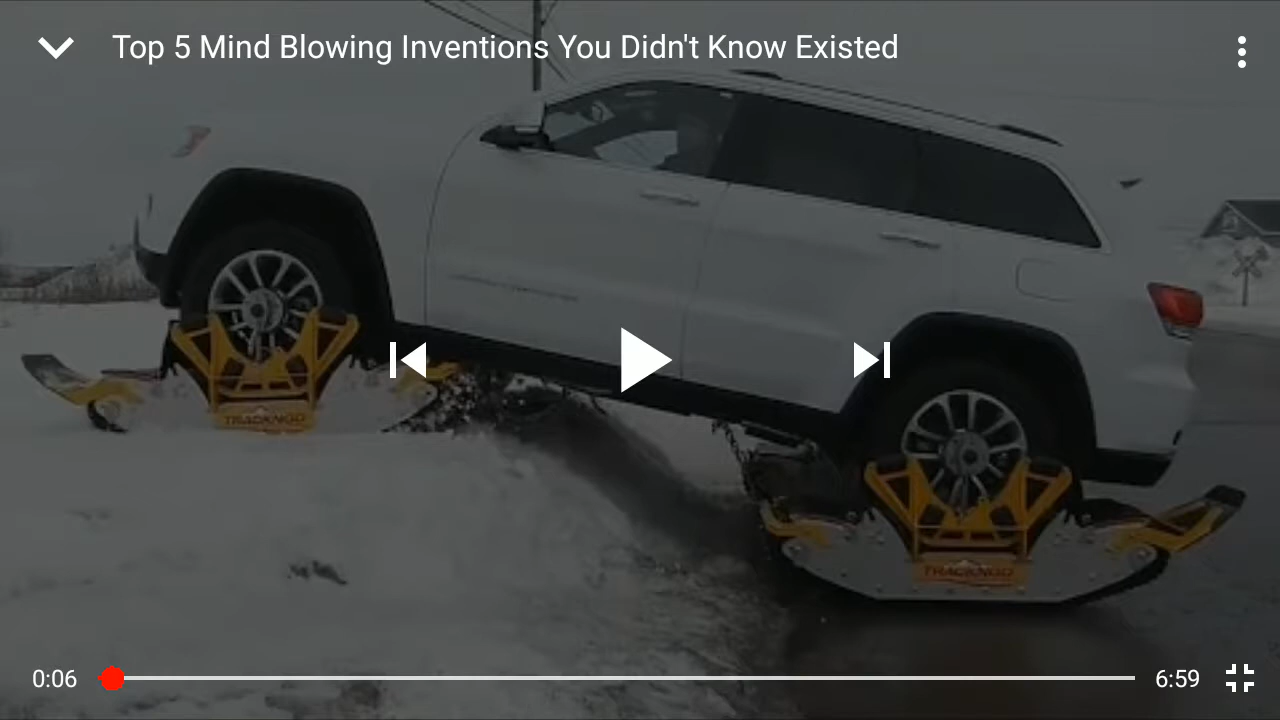 Top 5 Mind Blowing Inventions You Didn't Know Existed
TRACKNGO
TRACKNGO
0:06
6:59